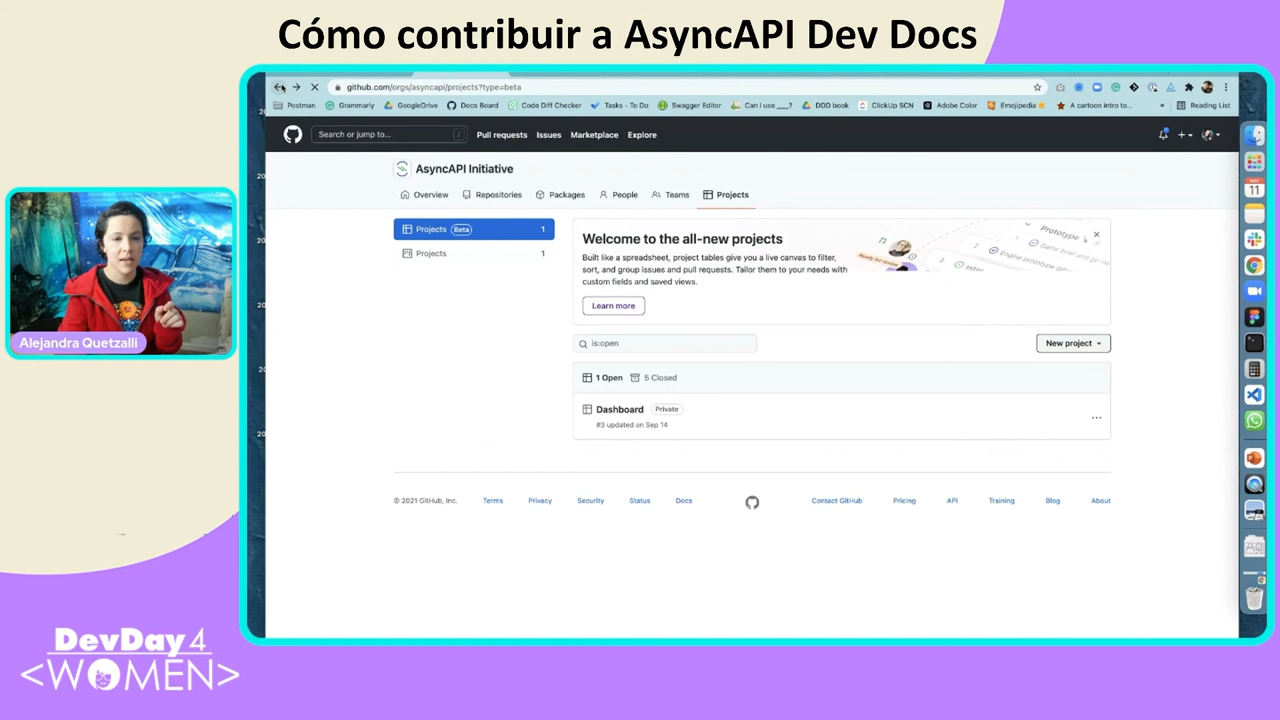 Cómo contribuir a AsyncAPI Dev Docs
github.com/orgs/asyncapi/projects?type=beta
Postman Grammarly GoogleDrive Docs Board Code Diff Checker Tasks - To Do Swagger Editor Can I use ____? DDD book ClickUp SCN Adobe Color Emojipedia A cartoon intro to... » Reading List
Search or jump to... / Pull requests Issues Marketplace Explore
AsyncAPI Initiative
Overview Repositories Packages People Teams Projects
Projects Beta 1
Projects 1
Welcome to the all-new projects
Built like a spreadsheet, project tables give you a live canvas to filter,
sort, and group issues and pull requests. Tailor them to your needs with
custom fields and saved views.
Learn more
Prototype
Ready for review
is:open
New project
1 Open 5 Closed
Dashboard Private
#3 updated on Sep 14
© 2021 GitHub, Inc. Terms Privacy Security Status Docs Contact GitHub Pricing API Training Blog About
11
Alejandra Quetzalli
DevDay4
<WOMEN>